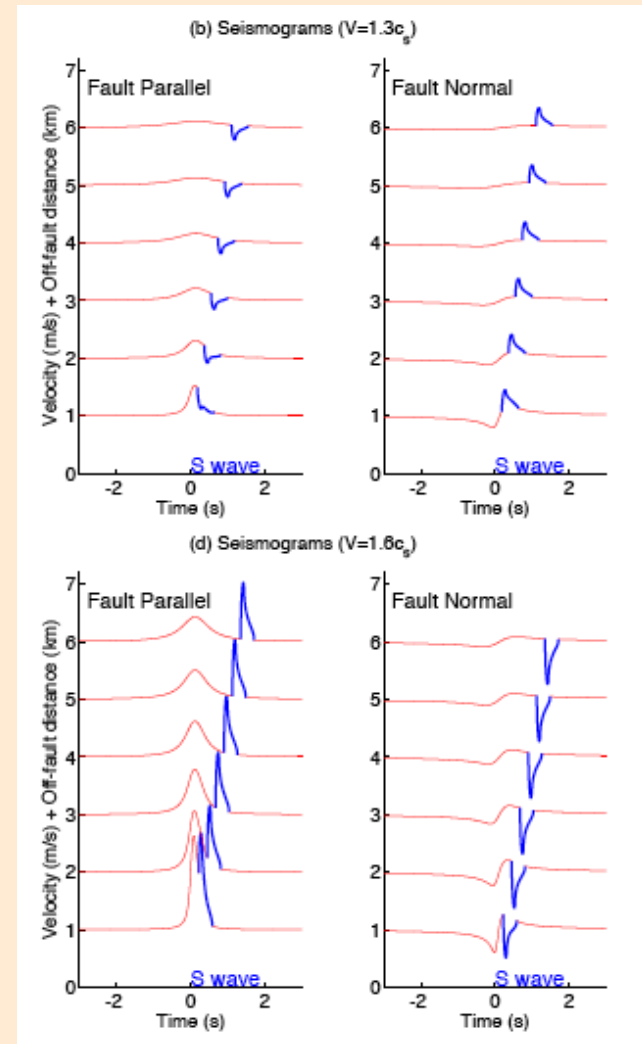 (b) Seismograms (V=1.3cs)
Fault Parallel
Fault Normal
Velocity (m/s) + Off-fault distance (km)
7
6
5
4
3
2
1
0
7
6
5
4
3
2
1
0
S wave
S wave
-2 0 2
-2 0 2
Time (s)
Time (s)
(d) Seismograms (V=1.6cs)
Fault Parallel
Fault Normal
Velocity (m/s) + Off-fault distance (km)
7
6
5
4
3
2
1
0
7
6
5
4
3
2
1
0
S wave
S wave
-2 0 2
-2 0 2
Time (s)
Time (s)